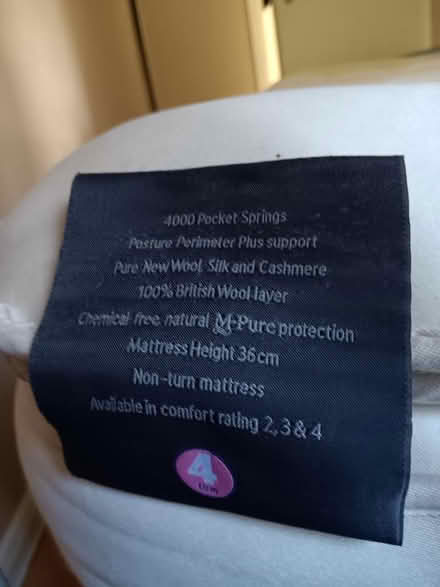 4000 Pocket Springs
Posture Perimeter Plus support
Pure New Wool, Silk and Cashmere
100% British Wool layer
Chemical-free, natural M-Pure protection
Mattress Height 36cm
Non-turn mattress
Available in comfort rating 2, 3 & 4
4
Firm